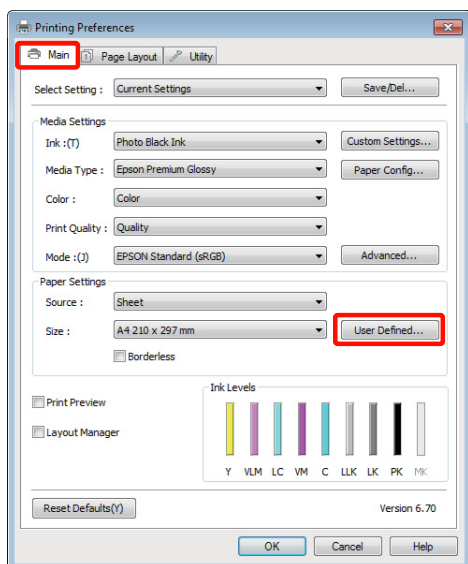 Printing Preferences
Main Page Layout Utility
Select Setting : Current Settings Save/Del...
Media Settings
Ink :(T) Photo Black Ink Custom Settings...
Media Type : Epson Premium Glossy Paper Config...
Color : Color
Print Quality : Quality
Mode :(J) EPSON Standard (sRGB) Advanced...
Paper Settings
Source : Sheet
Size : A4 210 x 297 mm User Defined...
Borderless
Ink Levels
Print Preview
Layout Manager
Y VLM LC VM C LLK LK PK MK
Reset Defaults(Y) Version 6.70
OK Cancel Help